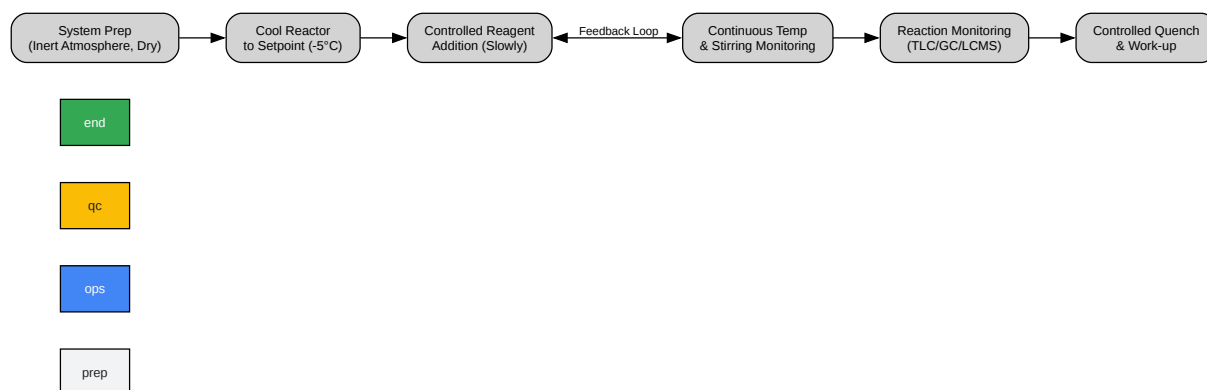 System Prep
(Inert Atmosphere, Dry)
Cool Reactor
to Setpoint (-5°C)
Controlled Reagent
Addition (Slowly)
Feedback Loop
Continuous Temp
& Stirring Monitoring
Reaction Monitoring
(TLC/GC/LCMS)
Controlled Quench
& Work-up
end
qc
ops
prep